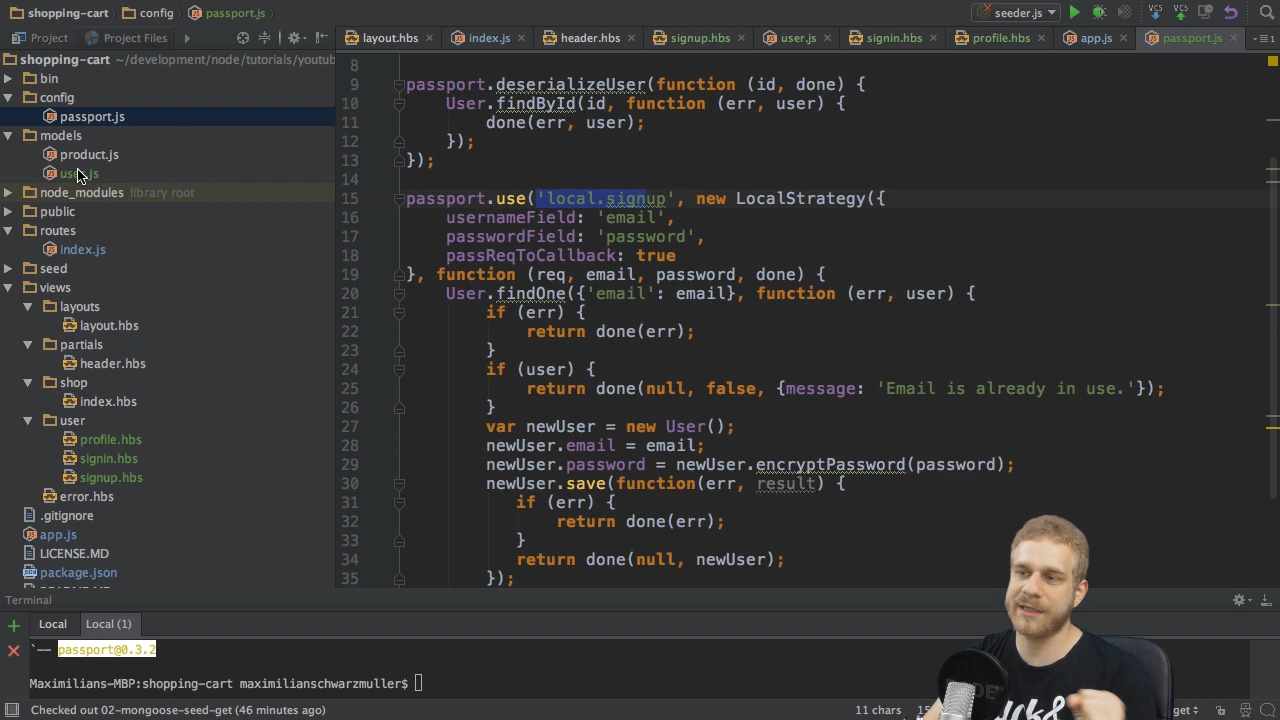 shopping-cart config passport.js seeder.js VCS VCS
Project Project Files layout.hbs index.js header.hbs signup.hbs user.js signin.hbs profile.hbs app.js passport.js
shopping-cart ~/development/node/tutorials/youtub
bin
config
passport.js
models
product.js
user.js
node_modules library root
public
routes
index.js
seed
views
layouts
layout.hbs
partials
header.hbs
shop
index.hbs
user
profile.hbs
signin.hbs
signup.hbs
error.hbs
.gitignore
app.js
LICENSE.MD
package.json
8
9 passport.deserializeUser(function (id, done) {
10 User.findById(id, function (err, user) {
11 done(err, user);
12 });
13 });
14
15 passport.use('local.signup', new LocalStrategy({
16 usernameField: 'email',
17 passwordField: 'password',
18 passReqToCallback: true
19 }, function (req, email, password, done) {
20 User.findOne({'email': email}, function (err, user) {
21 if (err) {
22 return done(err);
23 }
24 if (user) {
25 return done(null, false, {message: 'Email is already in use.'});
26 }
27 var newUser = new User();
28 newUser.email = email;
29 newUser.password = newUser.encryptPassword(password);
30 newUser.save(function(err, result) {
31 if (err) {
32 return done(err);
33 }
34 return done(null, newUser);
35 });
Terminal
Local Local (1)
`── passport@0.3.2
Maximilians-MBP:shopping-cart maximilianschwarzmuller$
Checked out 02-mongoose-seed-get (46 minutes ago) 11 chars